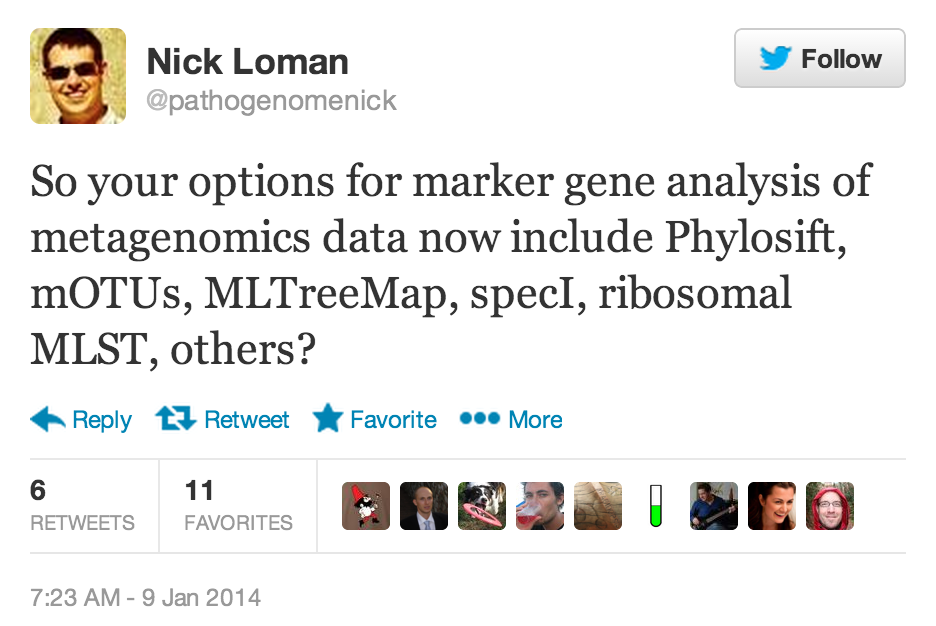 Nick Loman
@pathogenomenick
Follow
So your options for marker gene analysis of
metagenomics data now include Phylosift,
mOTUs, MLTreeMap, specI, ribosomal
MLST, others?
Reply Retweet Favorite More
6 RETWEETS
11 FAVORITES
7:23 AM - 9 Jan 2014